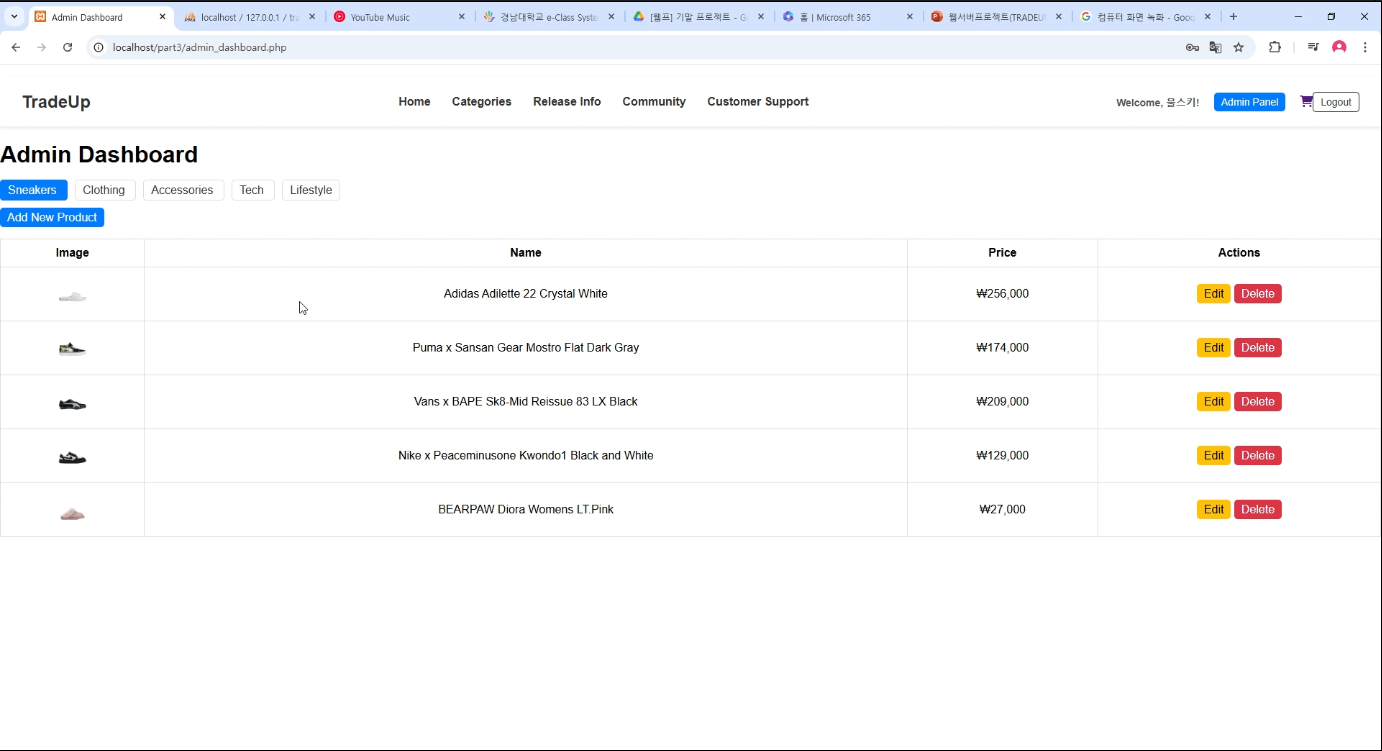 Admin Dashboard
localhost / 127.0.0.1 / tra
YouTube Music
경남대학교 e-Class Syste
[웹프] 기말 프로젝트 - G
홈 | Microsoft 365
웹서버프로젝트(TRADEU
컴퓨터 화면 녹화 - Goo
localhost/part3/admin_dashboard.php
TradeUp
Home
Categories
Release Info
Community
Customer Support
Welcome, 물스키!
Admin Panel
Logout
Admin Dashboard
Sneakers
Clothing
Accessories
Tech
Lifestyle
Add New Product
Image Name Price Actions
Adidas Adilette 22 Crystal White ₩256,000 Edit Delete
Puma x Sansan Gear Mostro Flat Dark Gray ₩174,000 Edit Delete
Vans x BAPE Sk8-Mid Reissue 83 LX Black ₩209,000 Edit Delete
Nike x Peaceminusone Kwondo1 Black and White ₩129,000 Edit Delete
BEARPAW Diora Womens LT.Pink ₩27,000 Edit Delete